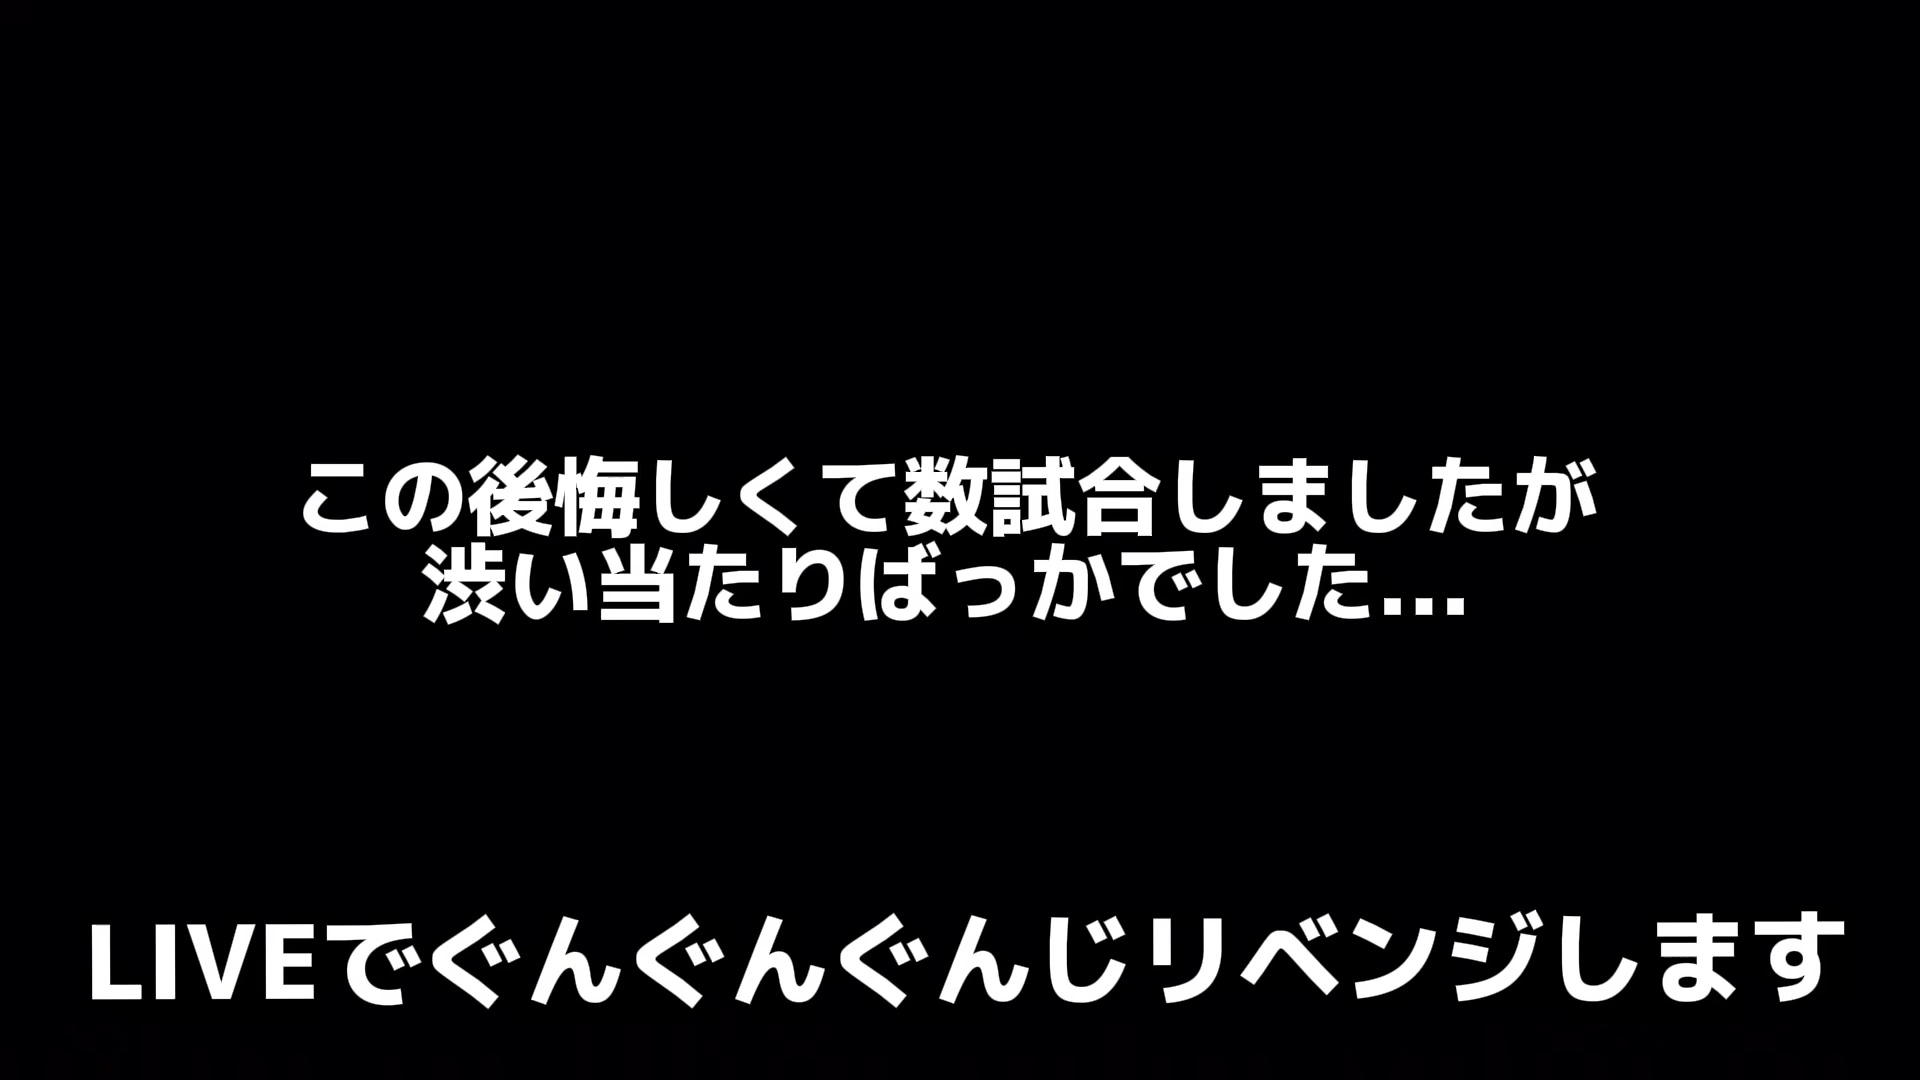 この後悔しくて数試合しましたが
渋い当たりばっかでした...
LIVEでぐんぐんぐんじリベンジします